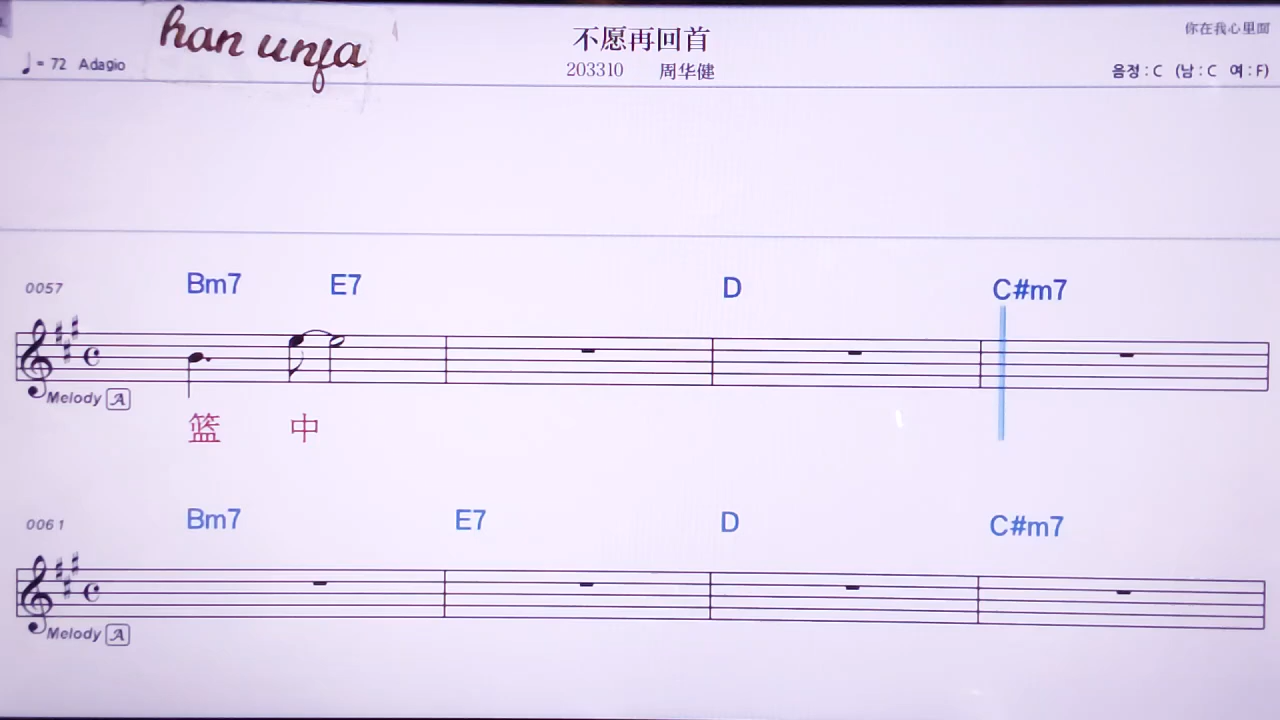 han unfa
不愿再回首
你在我心里面
♩= 72 Adagio
203310 周华健
음정 : C (남 : C 여 : F)
0057 Bm7 E7 D C#m7
Melody A
篮 中
0061 Bm7 E7 D C#m7
Melody A